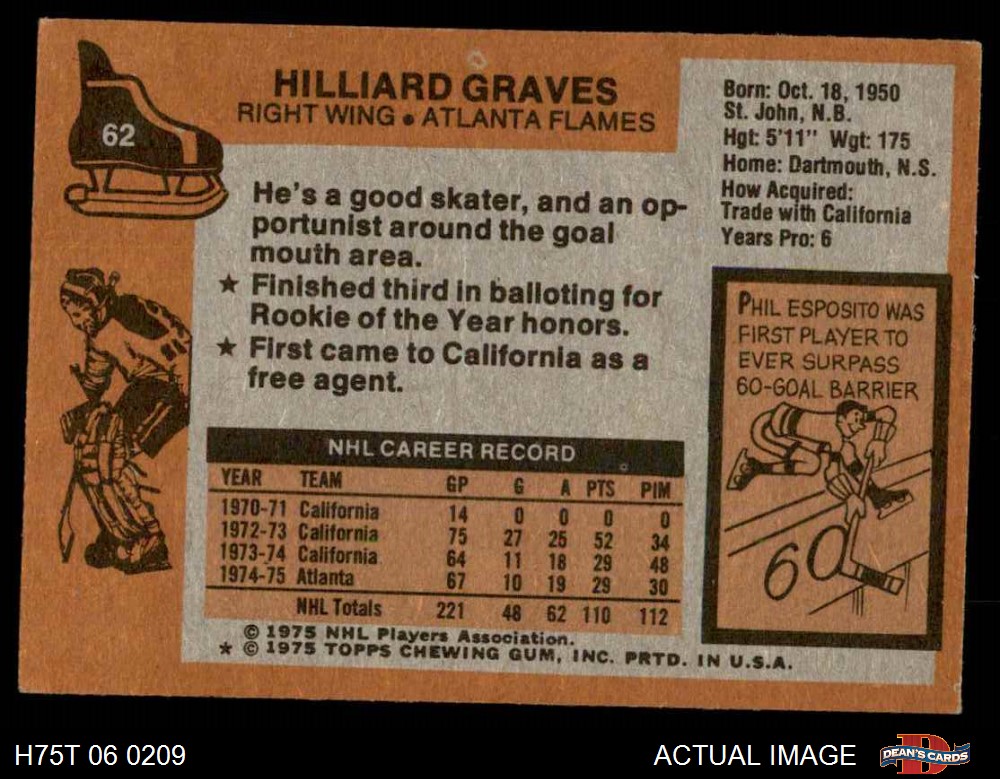 62
HILLIARD GRAVES
RIGHT WING • ATLANTA FLAMES
He's a good skater, and an op-
portunist around the goal
mouth area.
★ Finished third in balloting for
Rookie of the Year honors.
★ First came to California as a
free agent.
Born: Oct. 18, 1950
St. John, N.B.
Hgt: 5'11" Wgt: 175
Home: Dartmouth, N.S.
How Acquired:
Trade with California
Years Pro: 6
PHIL ESPOSITO WAS
FIRST PLAYER TO
EVER SURPASS
60-GOAL BARRIER
60
NHL CAREER RECORD
YEAR TEAM GP G A PTS PIM
1970-71 California 14 0 0 0 0
1972-73 California 75 27 25 52 34
1973-74 California 64 11 18 29 48
1974-75 Atlanta 67 10 19 29 30
NHL Totals 221 48 62 110 112
© 1975 NHL Players Association.
★ © 1975 TOPPS CHEWING GUM, INC. PRTD. IN U.S.A.
H75T 06 0209
ACTUAL IMAGE
D
DEAN'S CARDS